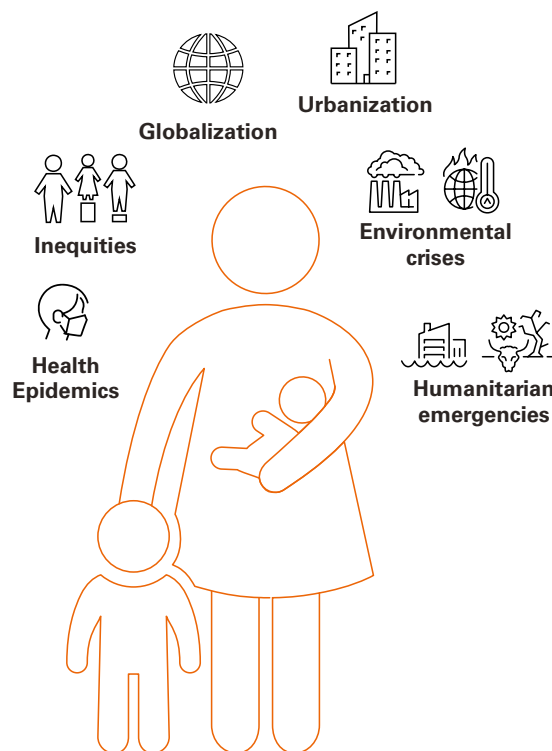 Urbanization
Globalization
Inequities
Environmental
crises
Health
Epidemics
Humanitarian
emergencies